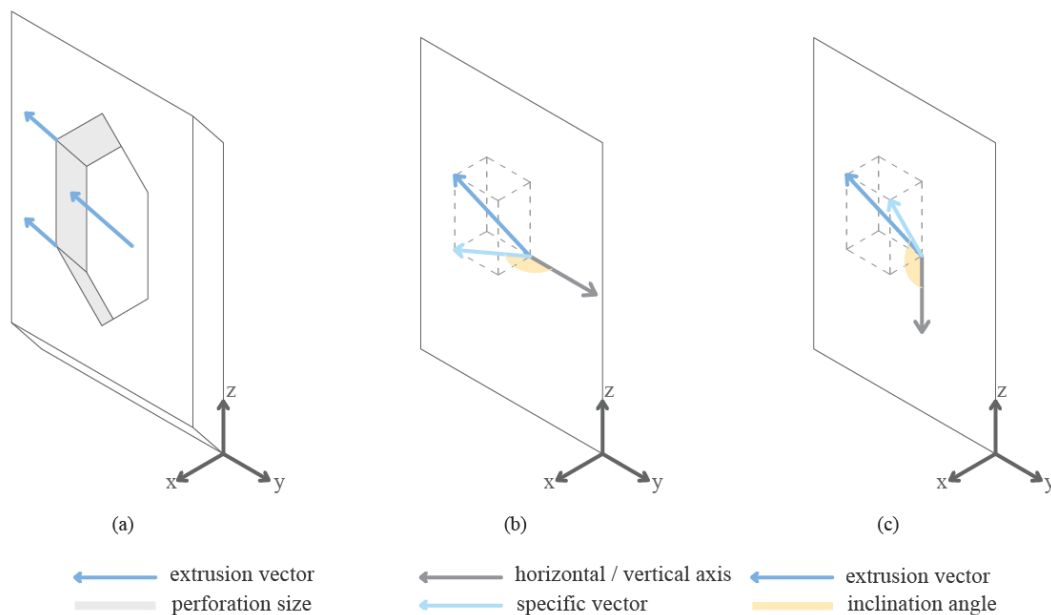 z z z
x y x y x y
(a) (b) (c)
extrusion vector horizontal / vertical axis extrusion vector
perforation size specific vector inclination angle